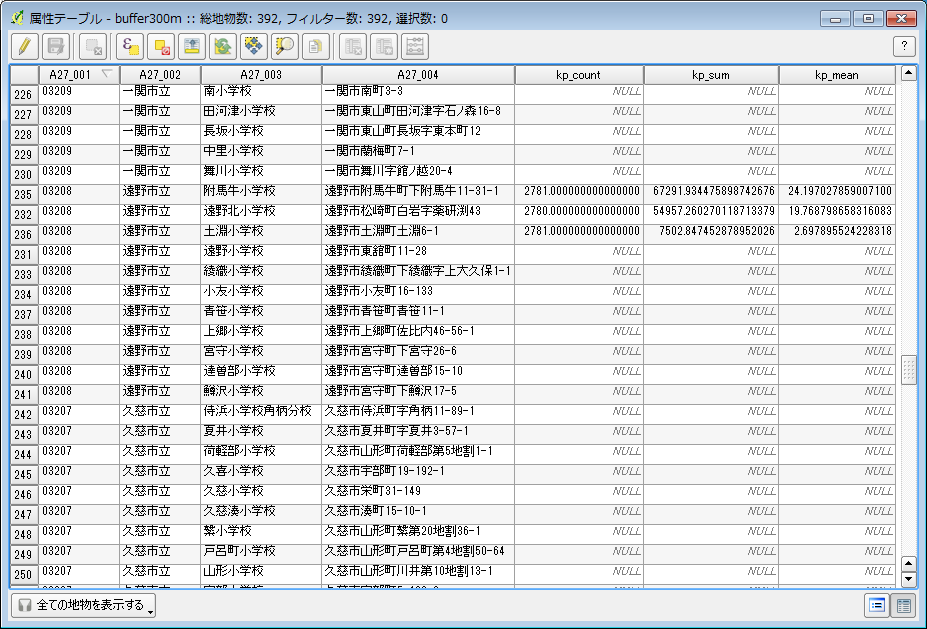 属性テーブル - buffer300m :: 総地物数: 392, フィルター数: 392, 選択数: 0
?
A27_001 A27_002 A27_003 A27_004 kp_count kp_sum kp_mean
226 03209 一関市立 南小学校 一関市南町3-3 NULL NULL NULL
227 03209 一関市立 田河津小学校 一関市東山町田河津字石ノ森16-8 NULL NULL NULL
228 03209 一関市立 長坂小学校 一関市東山町長坂字東本町12 NULL NULL NULL
229 03209 一関市立 中里小学校 一関市蘭梅町7-1 NULL NULL NULL
230 03209 一関市立 舞川小学校 一関市舞川字舘ノ越20-4 NULL NULL NULL
235 03208 遠野市立 附馬牛小学校 遠野市附馬牛町下附馬牛11-31-1 2781.000000000000000 67291.934475898742676 24.197027859007100
232 03208 遠野市立 遠野北小学校 遠野市松崎町白岩字薬研渕43 2780.000000000000000 54957.260270118713379 19.768798658316083
236 03208 遠野市立 土淵小学校 遠野市土淵町土淵6-1 2781.000000000000000 7502.847452878952026 2.697895524228318
231 03208 遠野市立 遠野小学校 遠野市東舘町11-28 NULL NULL NULL
233 03208 遠野市立 綾織小学校 遠野市綾織町下綾織字上大久保1-1 NULL NULL NULL
234 03208 遠野市立 小友小学校 遠野市小友町16-133 NULL NULL NULL
237 03208 遠野市立 青笹小学校 遠野市青笹町青笹11-1 NULL NULL NULL
238 03208 遠野市立 上郷小学校 遠野市上郷町佐比内46-56-1 NULL NULL NULL
239 03208 遠野市立 宮守小学校 遠野市宮守町下宮守26-6 NULL NULL NULL
240 03208 遠野市立 達曽部小学校 遠野市宮守町達曽部15-10 NULL NULL NULL
241 03208 遠野市立 鱒沢小学校 遠野市宮守町下鱒沢17-5 NULL NULL NULL
242 03207 久慈市立 侍浜小学校角柄分校 久慈市侍浜町字角柄11-89-1 NULL NULL NULL
243 03207 久慈市立 夏井小学校 久慈市夏井町字夏井3-57-1 NULL NULL NULL
244 03207 久慈市立 荷軽部小学校 久慈市山形町荷軽部第5地割1-1 NULL NULL NULL
245 03207 久慈市立 久喜小学校 久慈市宇部町19-192-1 NULL NULL NULL
246 03207 久慈市立 久慈小学校 久慈市栄町31-149 NULL NULL NULL
247 03207 久慈市立 久慈湊小学校 久慈市湊町15-10-1 NULL NULL NULL
248 03207 久慈市立 繋小学校 久慈市山形町繋第20地割36-1 NULL NULL NULL
249 03207 久慈市立 戸呂町小学校 久慈市山形町戸呂町第4地割50-64 NULL NULL NULL
250 03207 久慈市立 山形小学校 久慈市山形町川井第10地割13-1 NULL NULL NULL
全ての地物を表示する